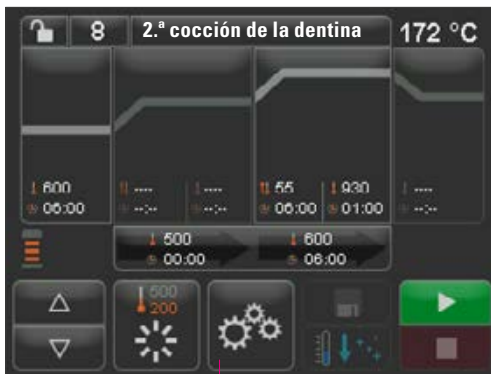 8 2.ª cocción de la dentina 172 °C
600 ---- ---- 55 930 ----
06:00 --:-- --:-- 06:00 01:00 --:--
500 600
00:00 06:00
500
200